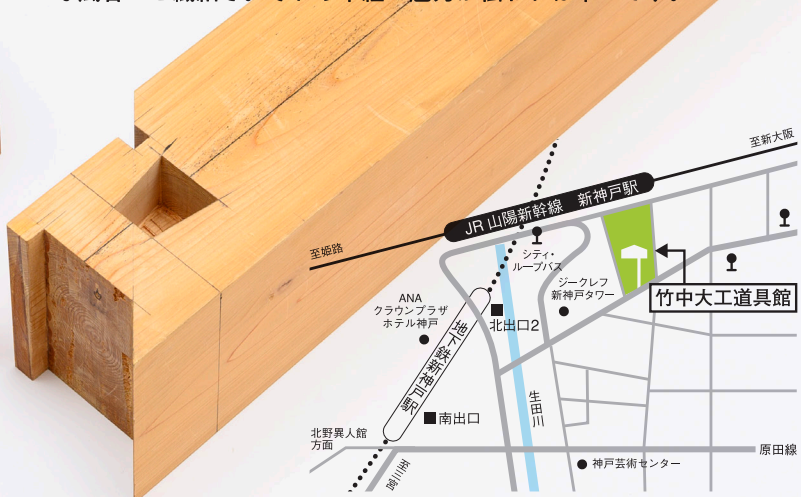 至新大阪
JR 山陽新幹線 新神戸駅
至姫路
シティ・
ループバス
ジークレフ
新神戸タワー
竹中大工道具館
ANA
クラウンプラザ
ホテル神戸
北出口2
地下鉄新神戸駅
南出口
生田川
北野異人館
方面
至三宮
原田線
神戸芸術センター